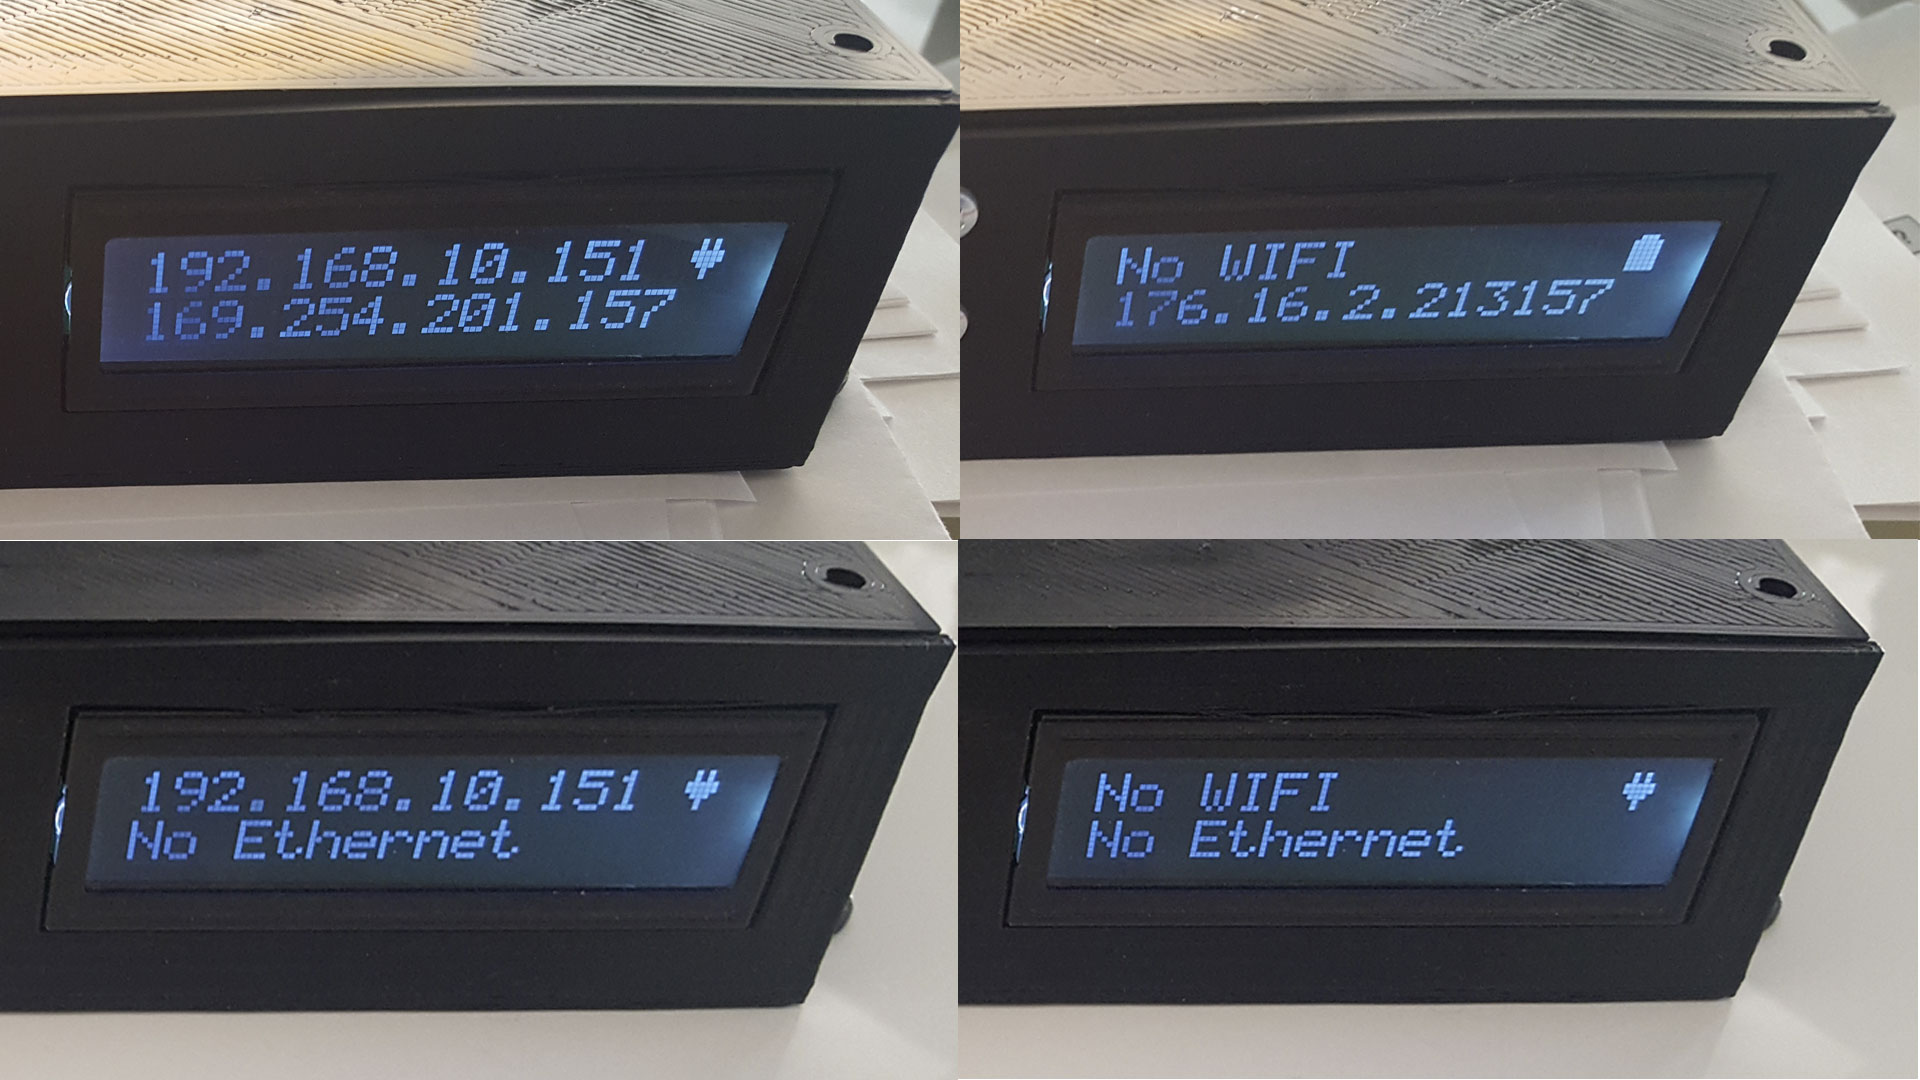 192.168.10.151
169.254.201.157
No WIFI
176.16.2.213157
192.168.10.151
No Ethernet
No WIFI
No Ethernet